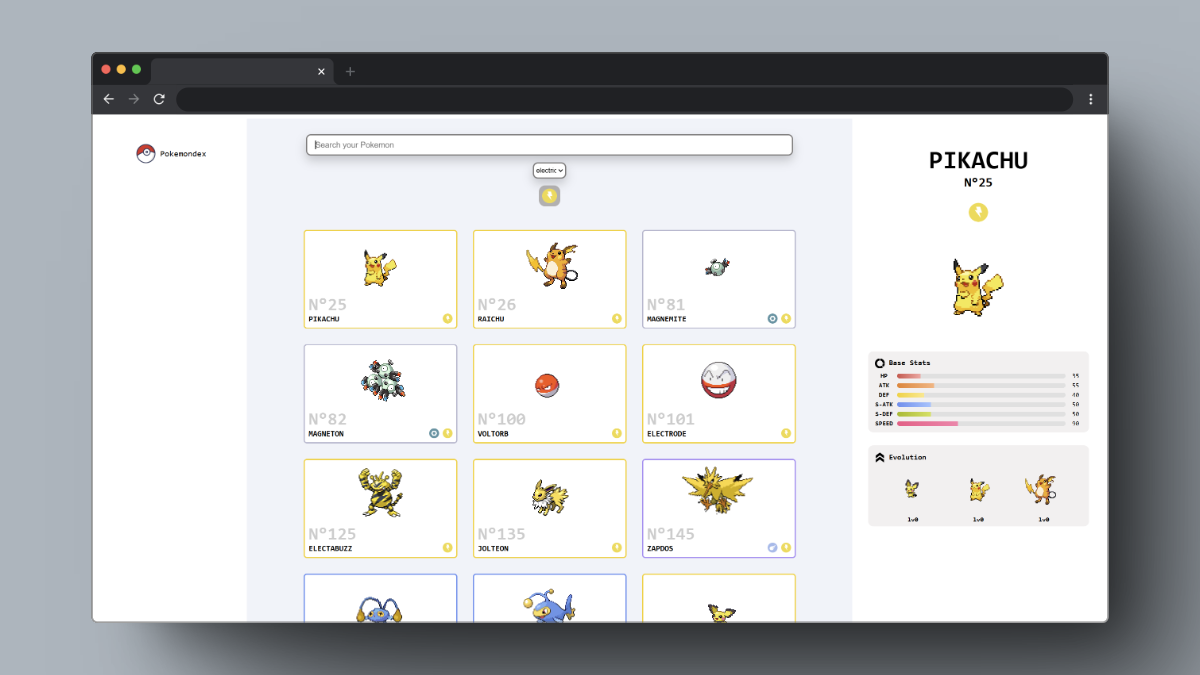 Pokemondex
Search your Pokemon
electric
N°25
PIKACHU
N°26
RAICHU
N°81
MAGNEMITE
N°82
MAGNETON
N°100
VOLTORB
N°101
ELECTRODE
N°125
ELECTABUZZ
N°135
JOLTEON
N°145
ZAPDOS
PIKACHU
N°25
Base Stats
HP 35
ATK 55
DEF 40
S-ATK 50
S-DEF 50
SPEED 90
Evolution
lv0 lv0 lv0